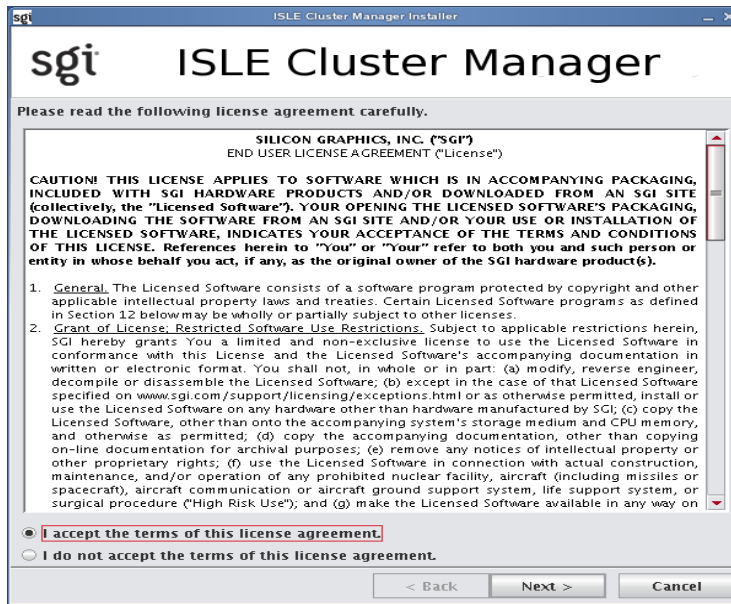 sgi ISLE Cluster Manager Installer
sgi ISLE Cluster Manager
Please read the following license agreement carefully.
SILICON GRAPHICS, INC. ("SGI")
END USER LICENSE AGREEMENT ("License")
CAUTION! THIS LICENSE APPLIES TO SOFTWARE WHICH IS IN ACCOMPANYING PACKAGING,
INCLUDED WITH SGI HARDWARE PRODUCTS AND/OR DOWNLOADED FROM AN SGI SITE
(collectively, the "Licensed Software"). YOUR OPENING THE LICENSED SOFTWARE'S PACKAGING,
DOWNLOADING THE SOFTWARE FROM AN SGI SITE AND/OR YOUR USE OR INSTALLATION OF
THE LICENSED SOFTWARE, INDICATES YOUR ACCEPTANCE OF THE TERMS AND CONDITIONS
OF THIS LICENSE. References herein to "You" or "Your" refer to both you and such person or
entity in whose behalf you act, if any, as the original owner of the SGI hardware product(s).
1. General. The Licensed Software consists of a software program protected by copyright and other
applicable intellectual property laws and treaties. Certain Licensed Software programs as defined
in Section 12 below may be wholly or partially subject to other licenses.
2. Grant of License; Restricted Software Use Restrictions. Subject to applicable restrictions herein,
SGI hereby grants You a limited and non-exclusive license to use the Licensed Software in
conformance with this License and the Licensed Software's accompanying documentation in
written or electronic format. You shall not, in whole or in part: (a) modify, reverse engineer,
decompile or disassemble the Licensed Software; (b) except in the case of that Licensed Software
specified on www.sgi.com/support/licensing/exceptions.html or as otherwise permitted, install or
use the Licensed Software on any hardware other than hardware manufactured by SGI; (c) copy the
Licensed Software, other than onto the accompanying system's storage medium and CPU memory,
and otherwise as permitted; (d) copy the accompanying documentation, other than copying
on-line documentation for archival purposes; (e) remove any notices of intellectual property or
other proprietary rights; (f) use the Licensed Software in connection with actual construction,
maintenance, and/or operation of any prohibited nuclear facility, aircraft (including missiles or
spacecraft), aircraft communication or aircraft ground support system, life support system, or
surgical procedure ("High Risk Use"); and (g) make the Licensed Software available in any way on
I accept the terms of this license agreement.
I do not accept the terms of this license agreement.
< Back Next > Cancel